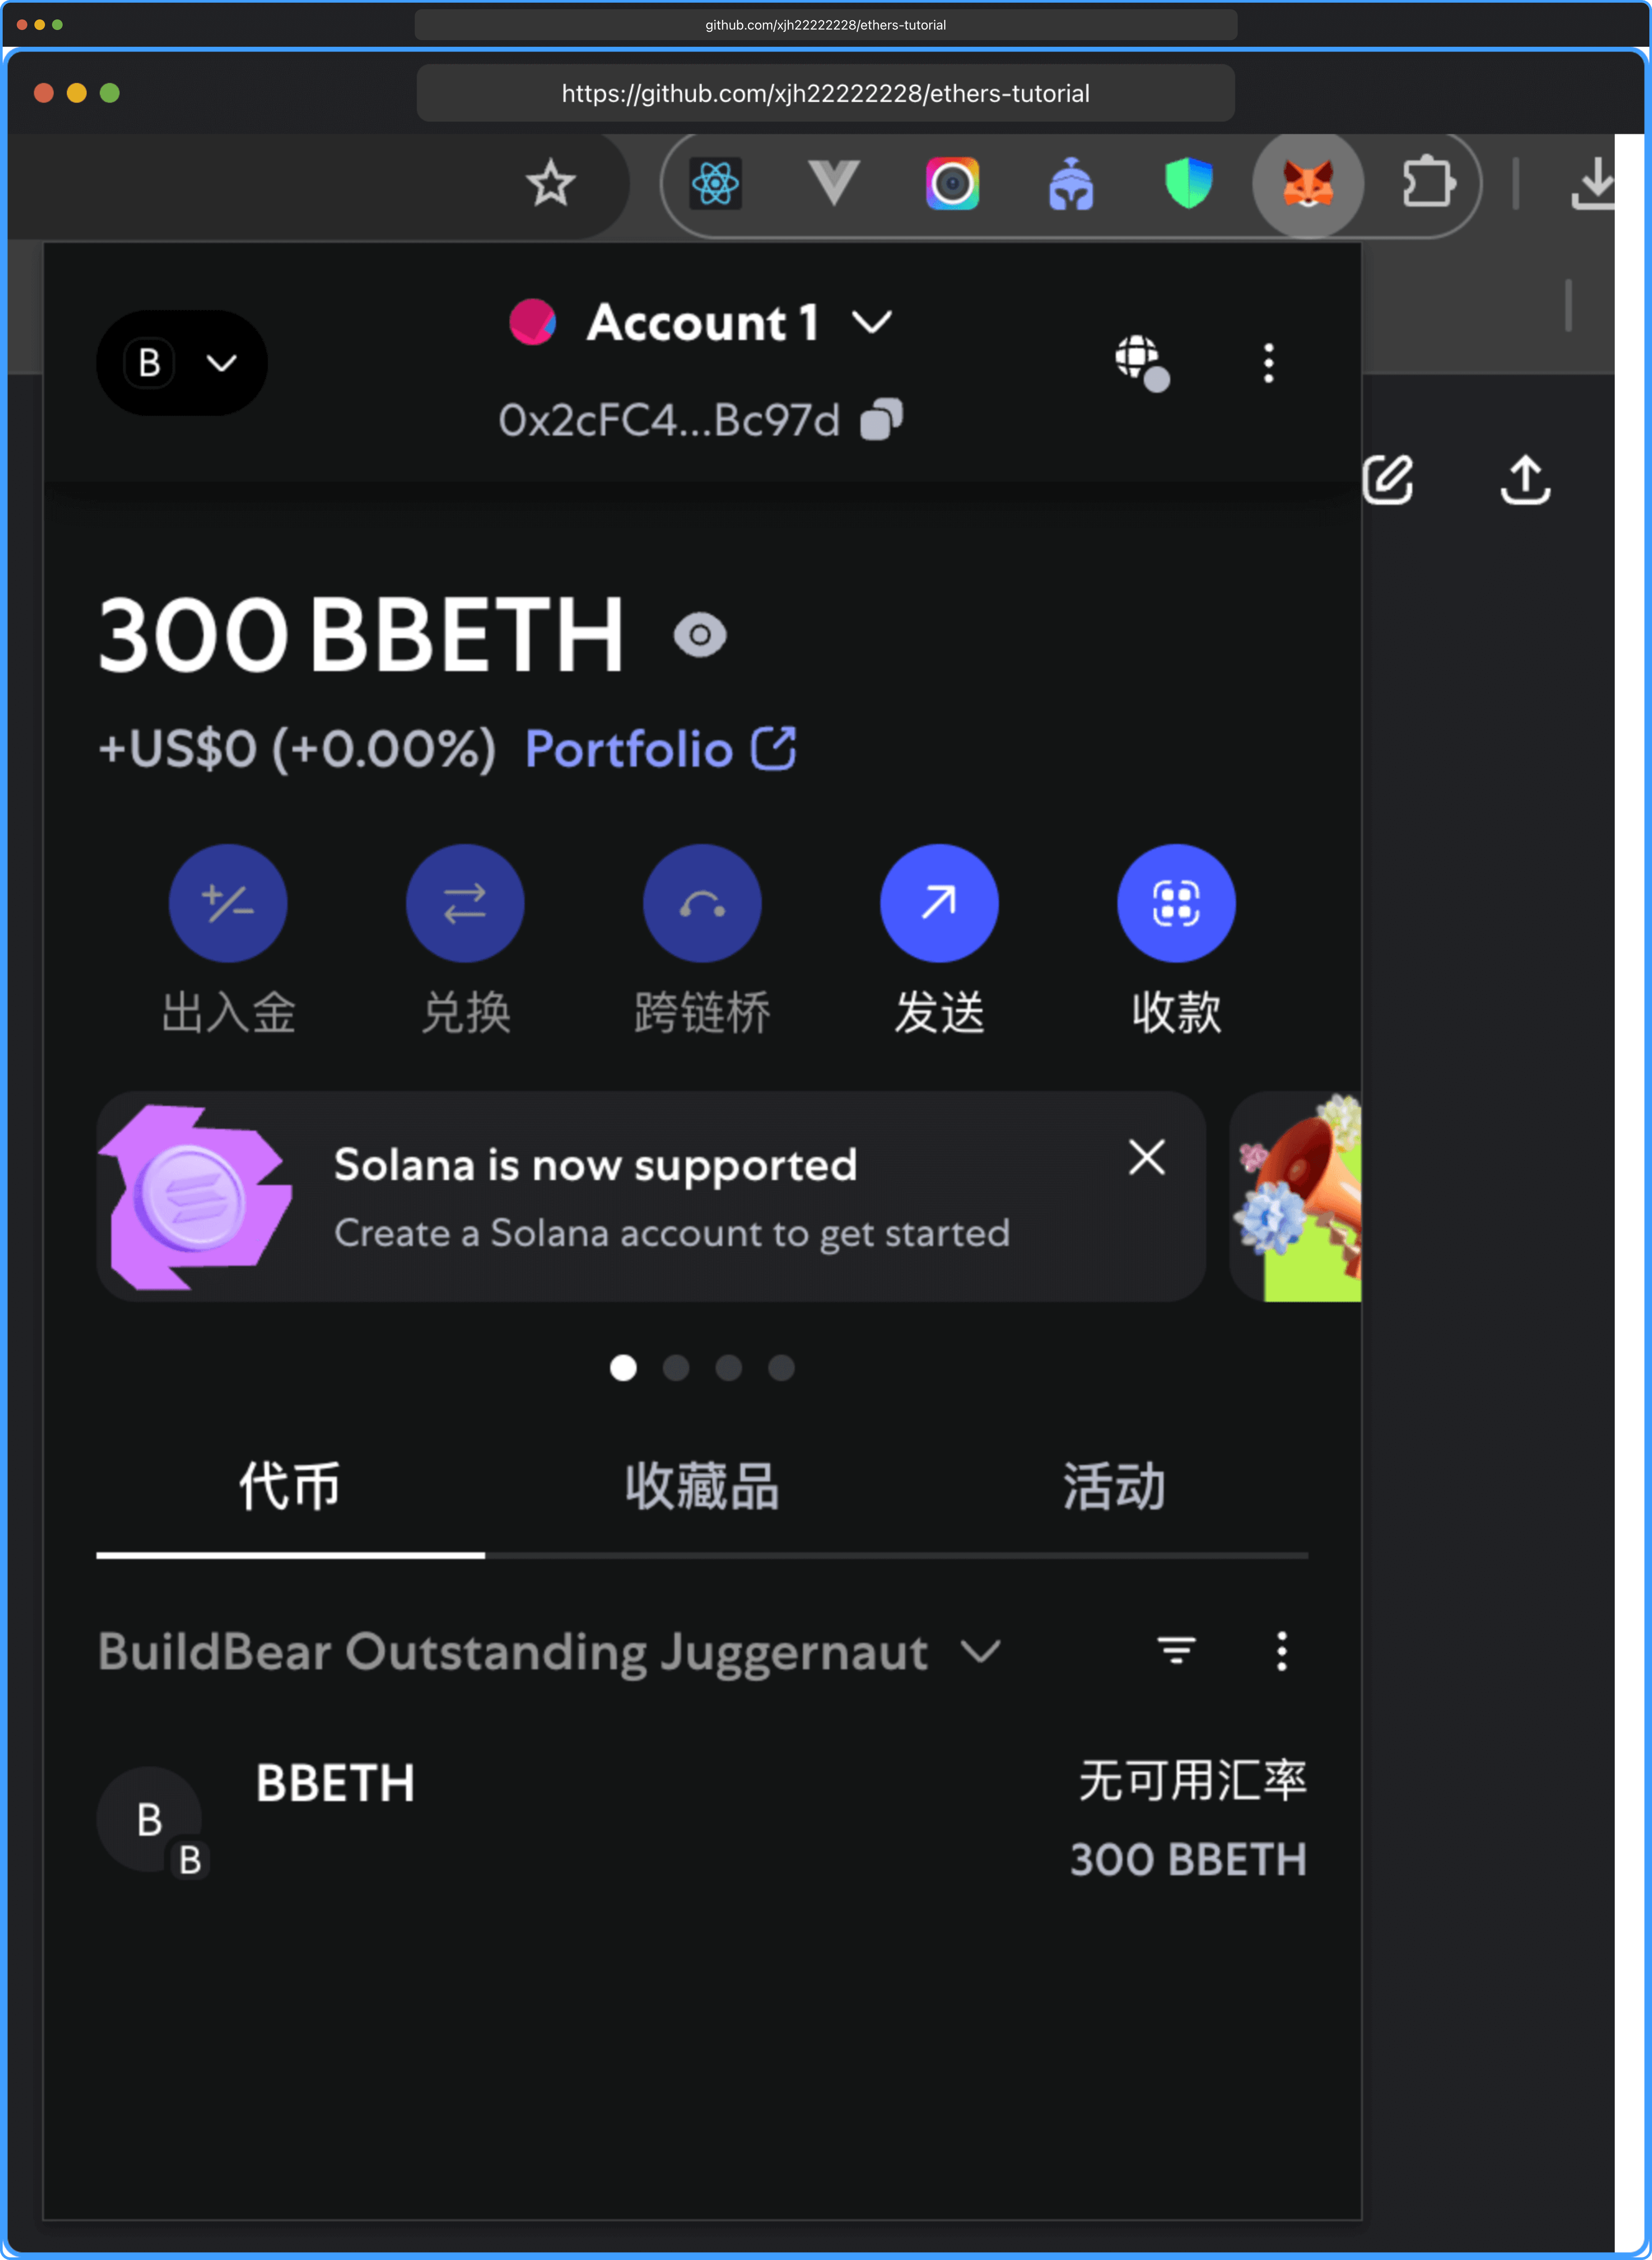 github.com/xjh22222228/ethers-tutorial
https://github.com/xjh22222228/ethers-tutorial
B
Account 1
0x2cFC4...Bc97d
300 BBETH
+US$0 (+0.00%) Portfolio
出入金
兑换
跨链桥
发送
收款
Solana is now supported
Create a Solana account to get started
代币
收藏品
活动
BuildBear Outstanding Juggernaut
B
B
BBETH
无可用汇率
300 BBETH